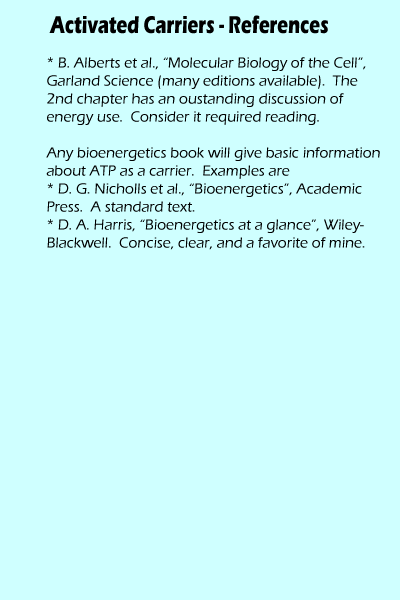 Activated Carriers - References
* B. Alberts et al., “Molecular Biology of the Cell”,
Garland Science (many editions available).  The
2nd chapter has an oustanding discussion of
energy use.  Consider it required reading.

Any bioenergetics book will give basic information
about ATP as a carrier.  Examples are
* D. G. Nicholls et al., “Bioenergetics”, Academic
Press.  A standard text.
* D. A. Harris, “Bioenergetics at a glance”, Wiley-
Blackwell.  Concise, clear, and a favorite of mine.